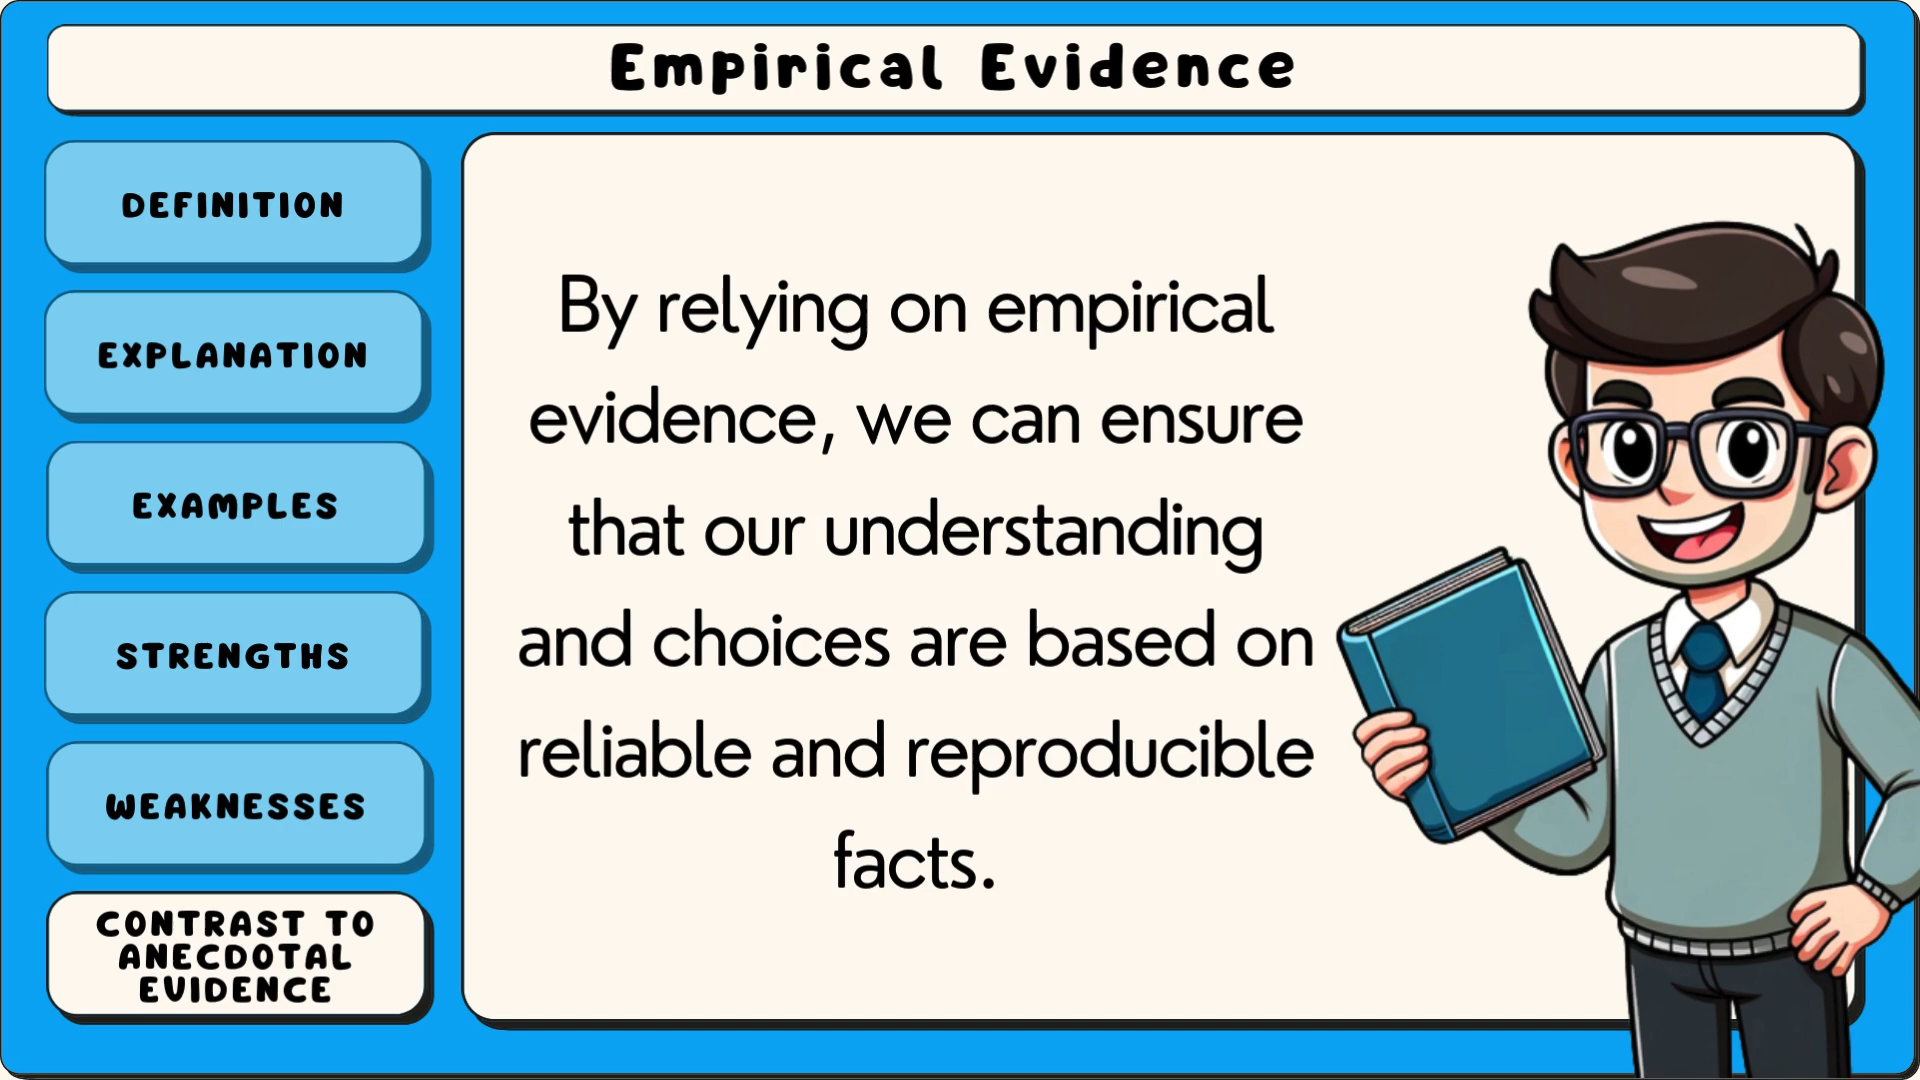 Empirical Evidence
DEFINITION
EXPLANATION
EXAMPLES
STRENGTHS
WEAKNESSES
CONTRAST TO
ANECDOTAL
EVIDENCE
By relying on empirical
evidence, we can ensure
that our understanding
and choices are based on
reliable and reproducible
facts.